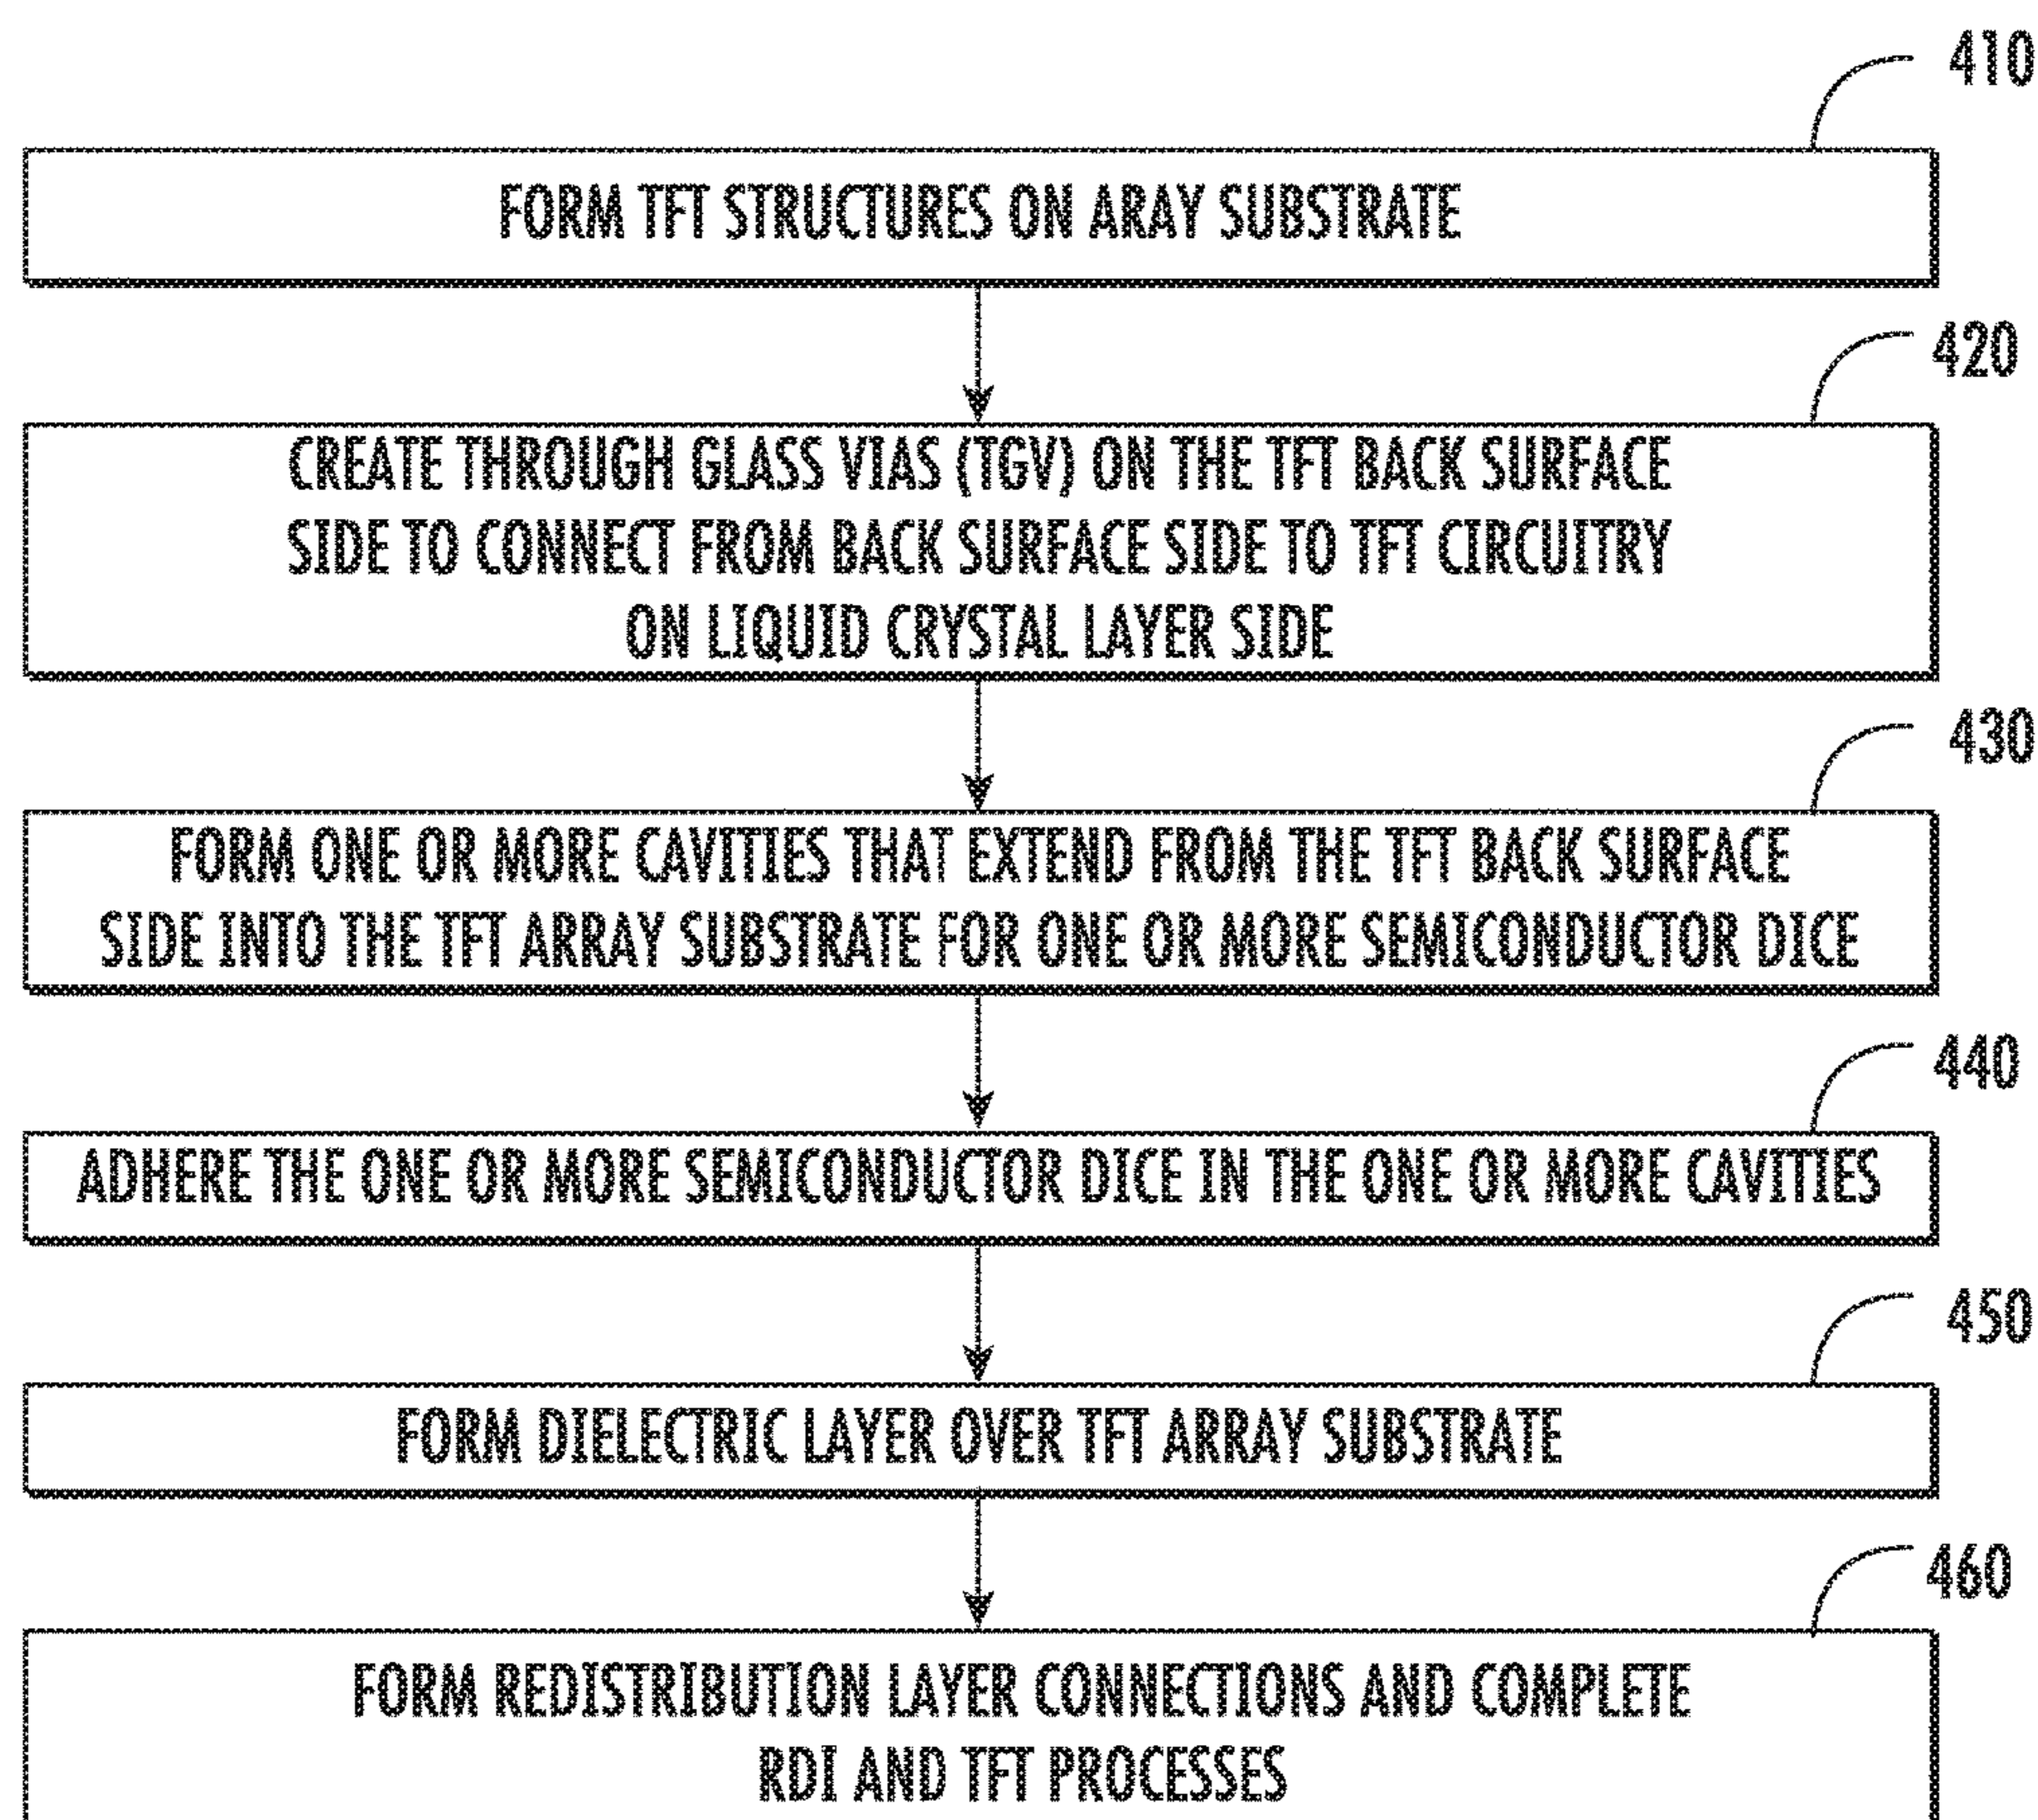 410
FORM TFT STRUCTURES ON ARAY SUBSTRATE
420
CREATE THROUGH GLASS VIAS (TGV) ON THE TFT BACK SURFACE
SIDE TO CONNECT FROM BACK SURFACE SIDE TO TFT CIRCUITRY
ON LIQUID CRYSTAL LAYER SIDE
430
FORM ONE OR MORE CAVITIES THAT EXTEND FROM THE TFT BACK SURFACE
SIDE INTO THE TFT ARRAY SUBSTRATE FOR ONE OR MORE SEMICONDUCTOR DICE
440
ADHERE THE ONE OR MORE SEMICONDUCTOR DICE IN THE ONE OR MORE CAVITIES
450
FORM DIELECTRIC LAYER OVER TFT ARRAY SUBSTRATE
460
FORM REDISTRIBUTION LAYER CONNECTIONS AND COMPLETE
RDI AND TFT PROCESSES